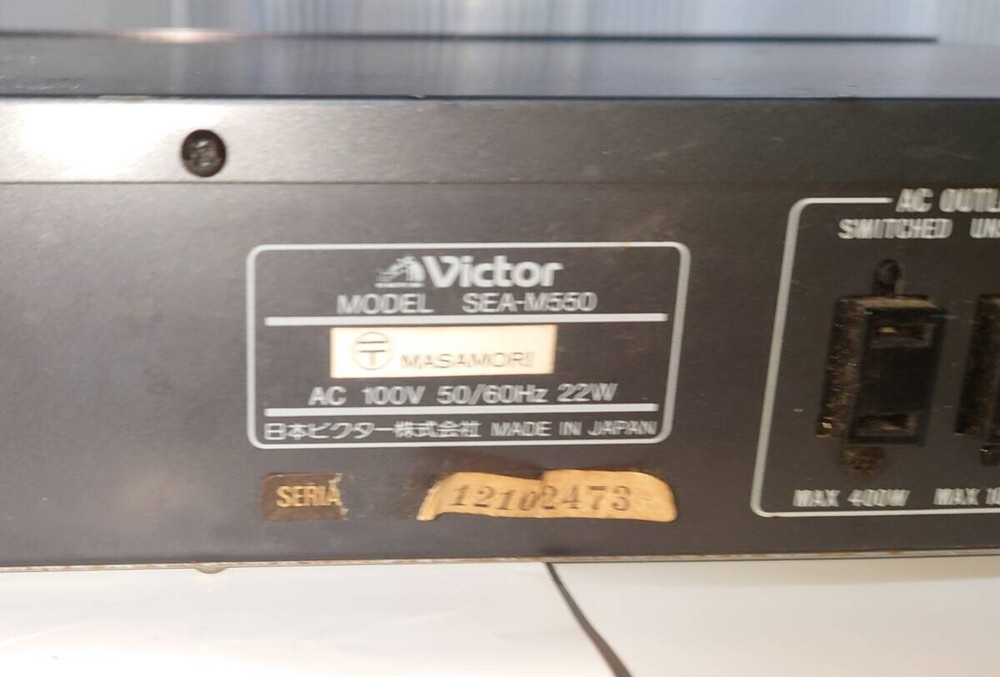 Victor
MODEL SEA-M550
〒 MASAMORI
AC 100V 50/60Hz 22W
日本ビクター株式会社 MADE IN JAPAN
SERIA
12102473
AC
SWITCHED
MAX 400W MAX